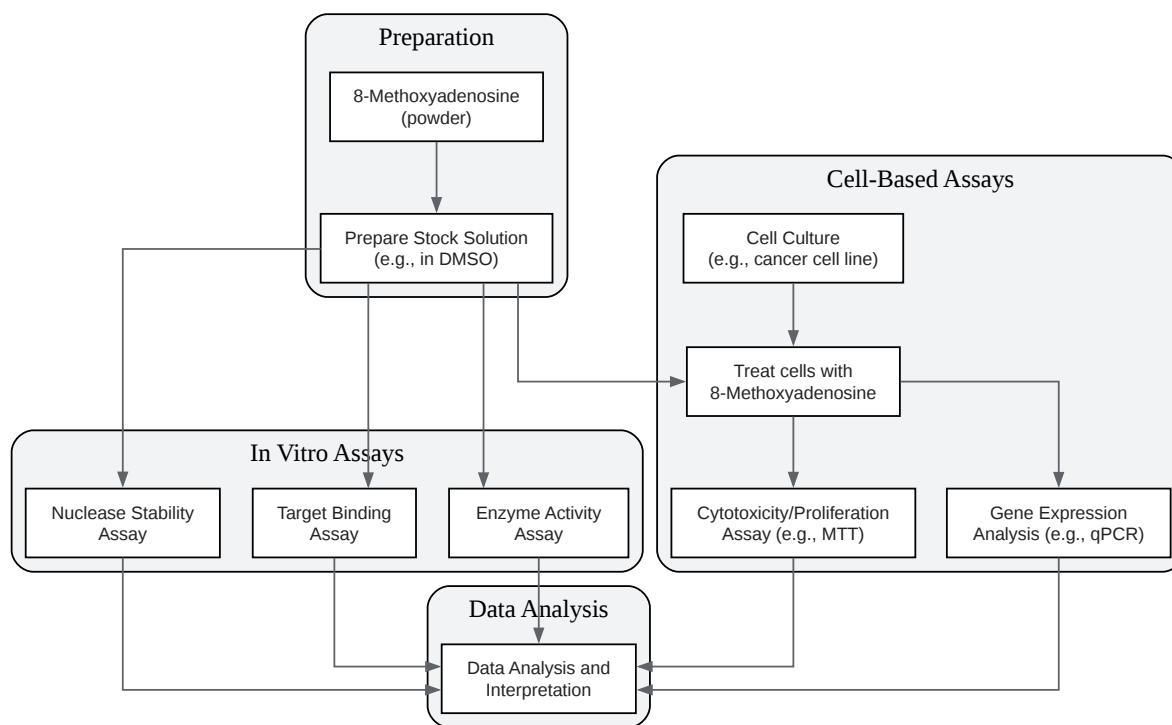 Preparation
8-Methoxyadenosine
(powder)
Prepare Stock Solution
(e.g., in DMSO)
Cell-Based Assays
Cell Culture
(e.g., cancer cell line)
Treat cells with
8-Methoxyadenosine
In Vitro Assays
Nuclease Stability
Assay
Target Binding
Assay
Enzyme Activity
Assay
Cytotoxicity/Proliferation
Assay (e.g., MTT)
Gene Expression
Analysis (e.g., qPCR)
Data Analysis
Data Analysis and
Interpretation